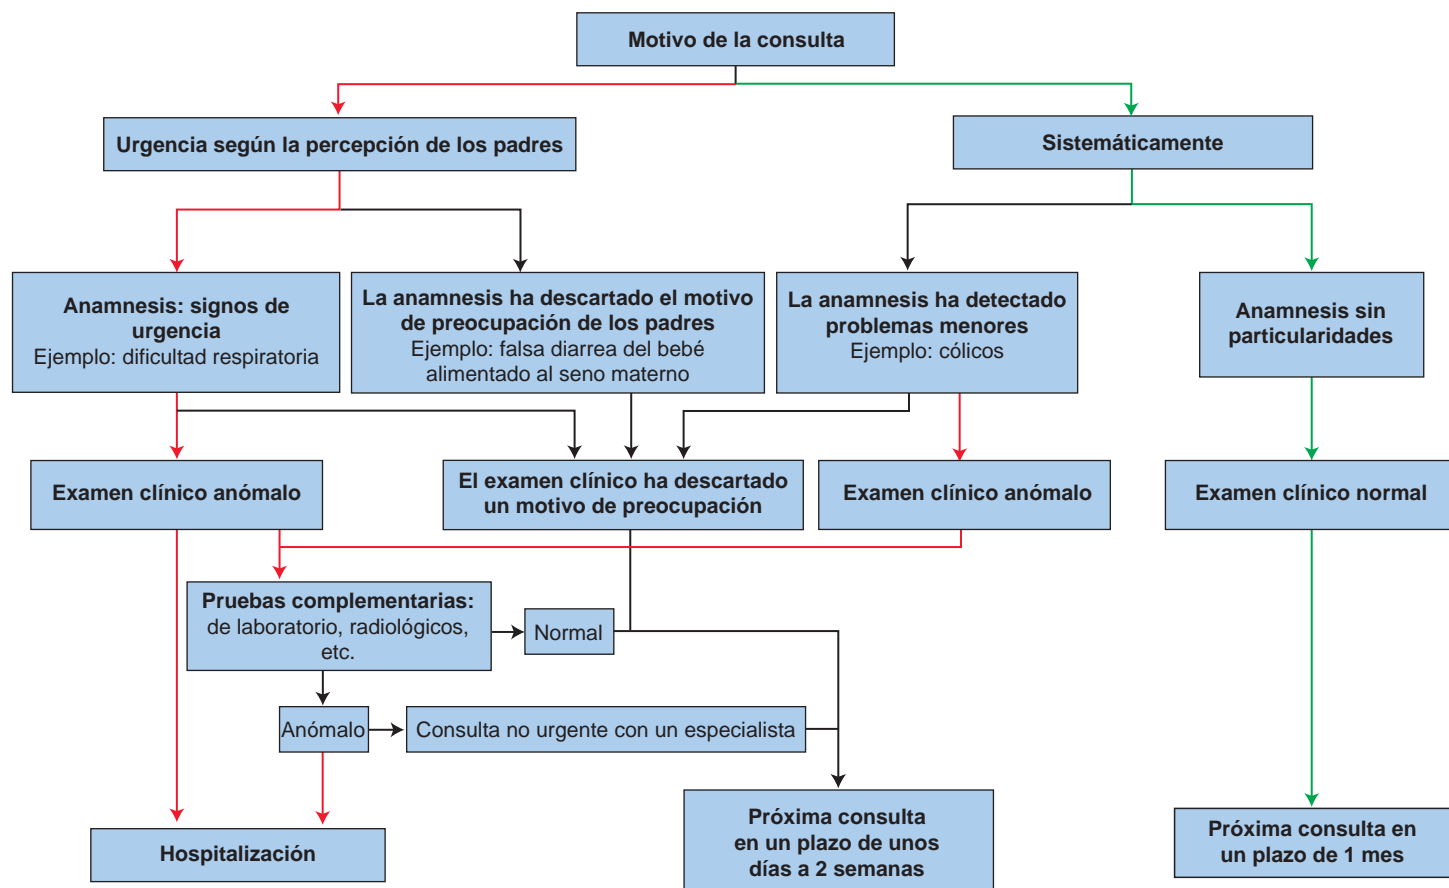 Motivo de la consulta
Urgencia según la percepción de los padres
Sistemáticamente
Anamnesis: signos de
urgencia
Ejemplo: dificultad respiratoria
La anamnesis ha descartado el motivo
de preocupación de los padres
Ejemplo: falsa diarrea del bebé
alimentado al seno materno
La anamnesis ha detectado
problemas menores
Ejemplo: cólicos
Anamnesis sin
particularidades
Examen clínico anómalo
El examen clínico ha descartado
un motivo de preocupación
Examen clínico anómalo
Examen clínico normal
Pruebas complementarias:
de laboratorio, radiológicos,
etc.
Normal
Anómalo
Consulta no urgente con un especialista
Hospitalización
Próxima consulta
en un plazo de unos
días a 2 semanas
Próxima consulta en
un plazo de 1 mes